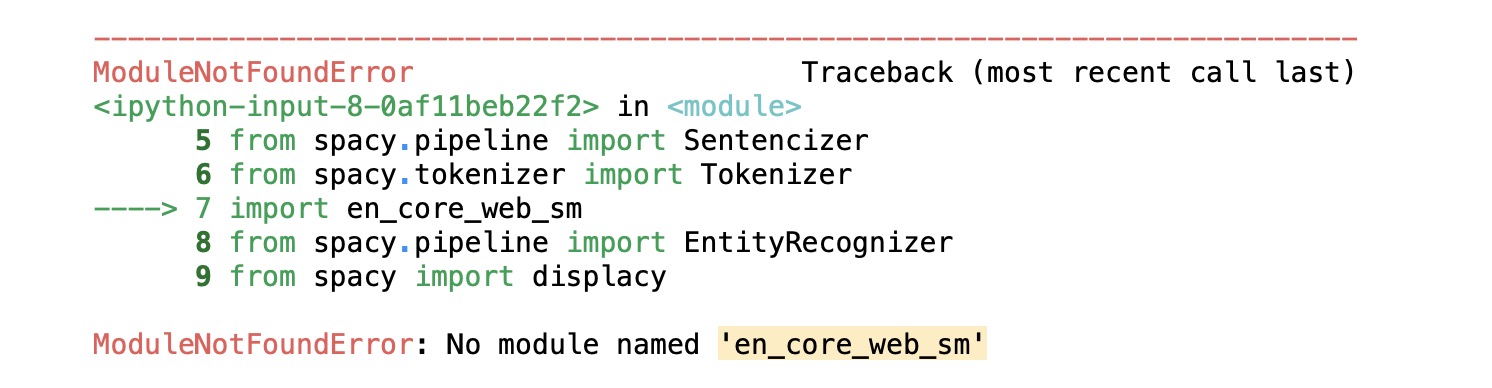 ---------------------------------------------------------------------------
ModuleNotFoundError                       Traceback (most recent call last)
<ipython-input-8-0af11beb22f2> in <module>
      5 from spacy.pipeline import Sentencizer
      6 from spacy.tokenizer import Tokenizer
----> 7 import en_core_web_sm
      8 from spacy.pipeline import EntityRecognizer
      9 from spacy import displacy
ModuleNotFoundError: No module named 'en_core_web_sm'